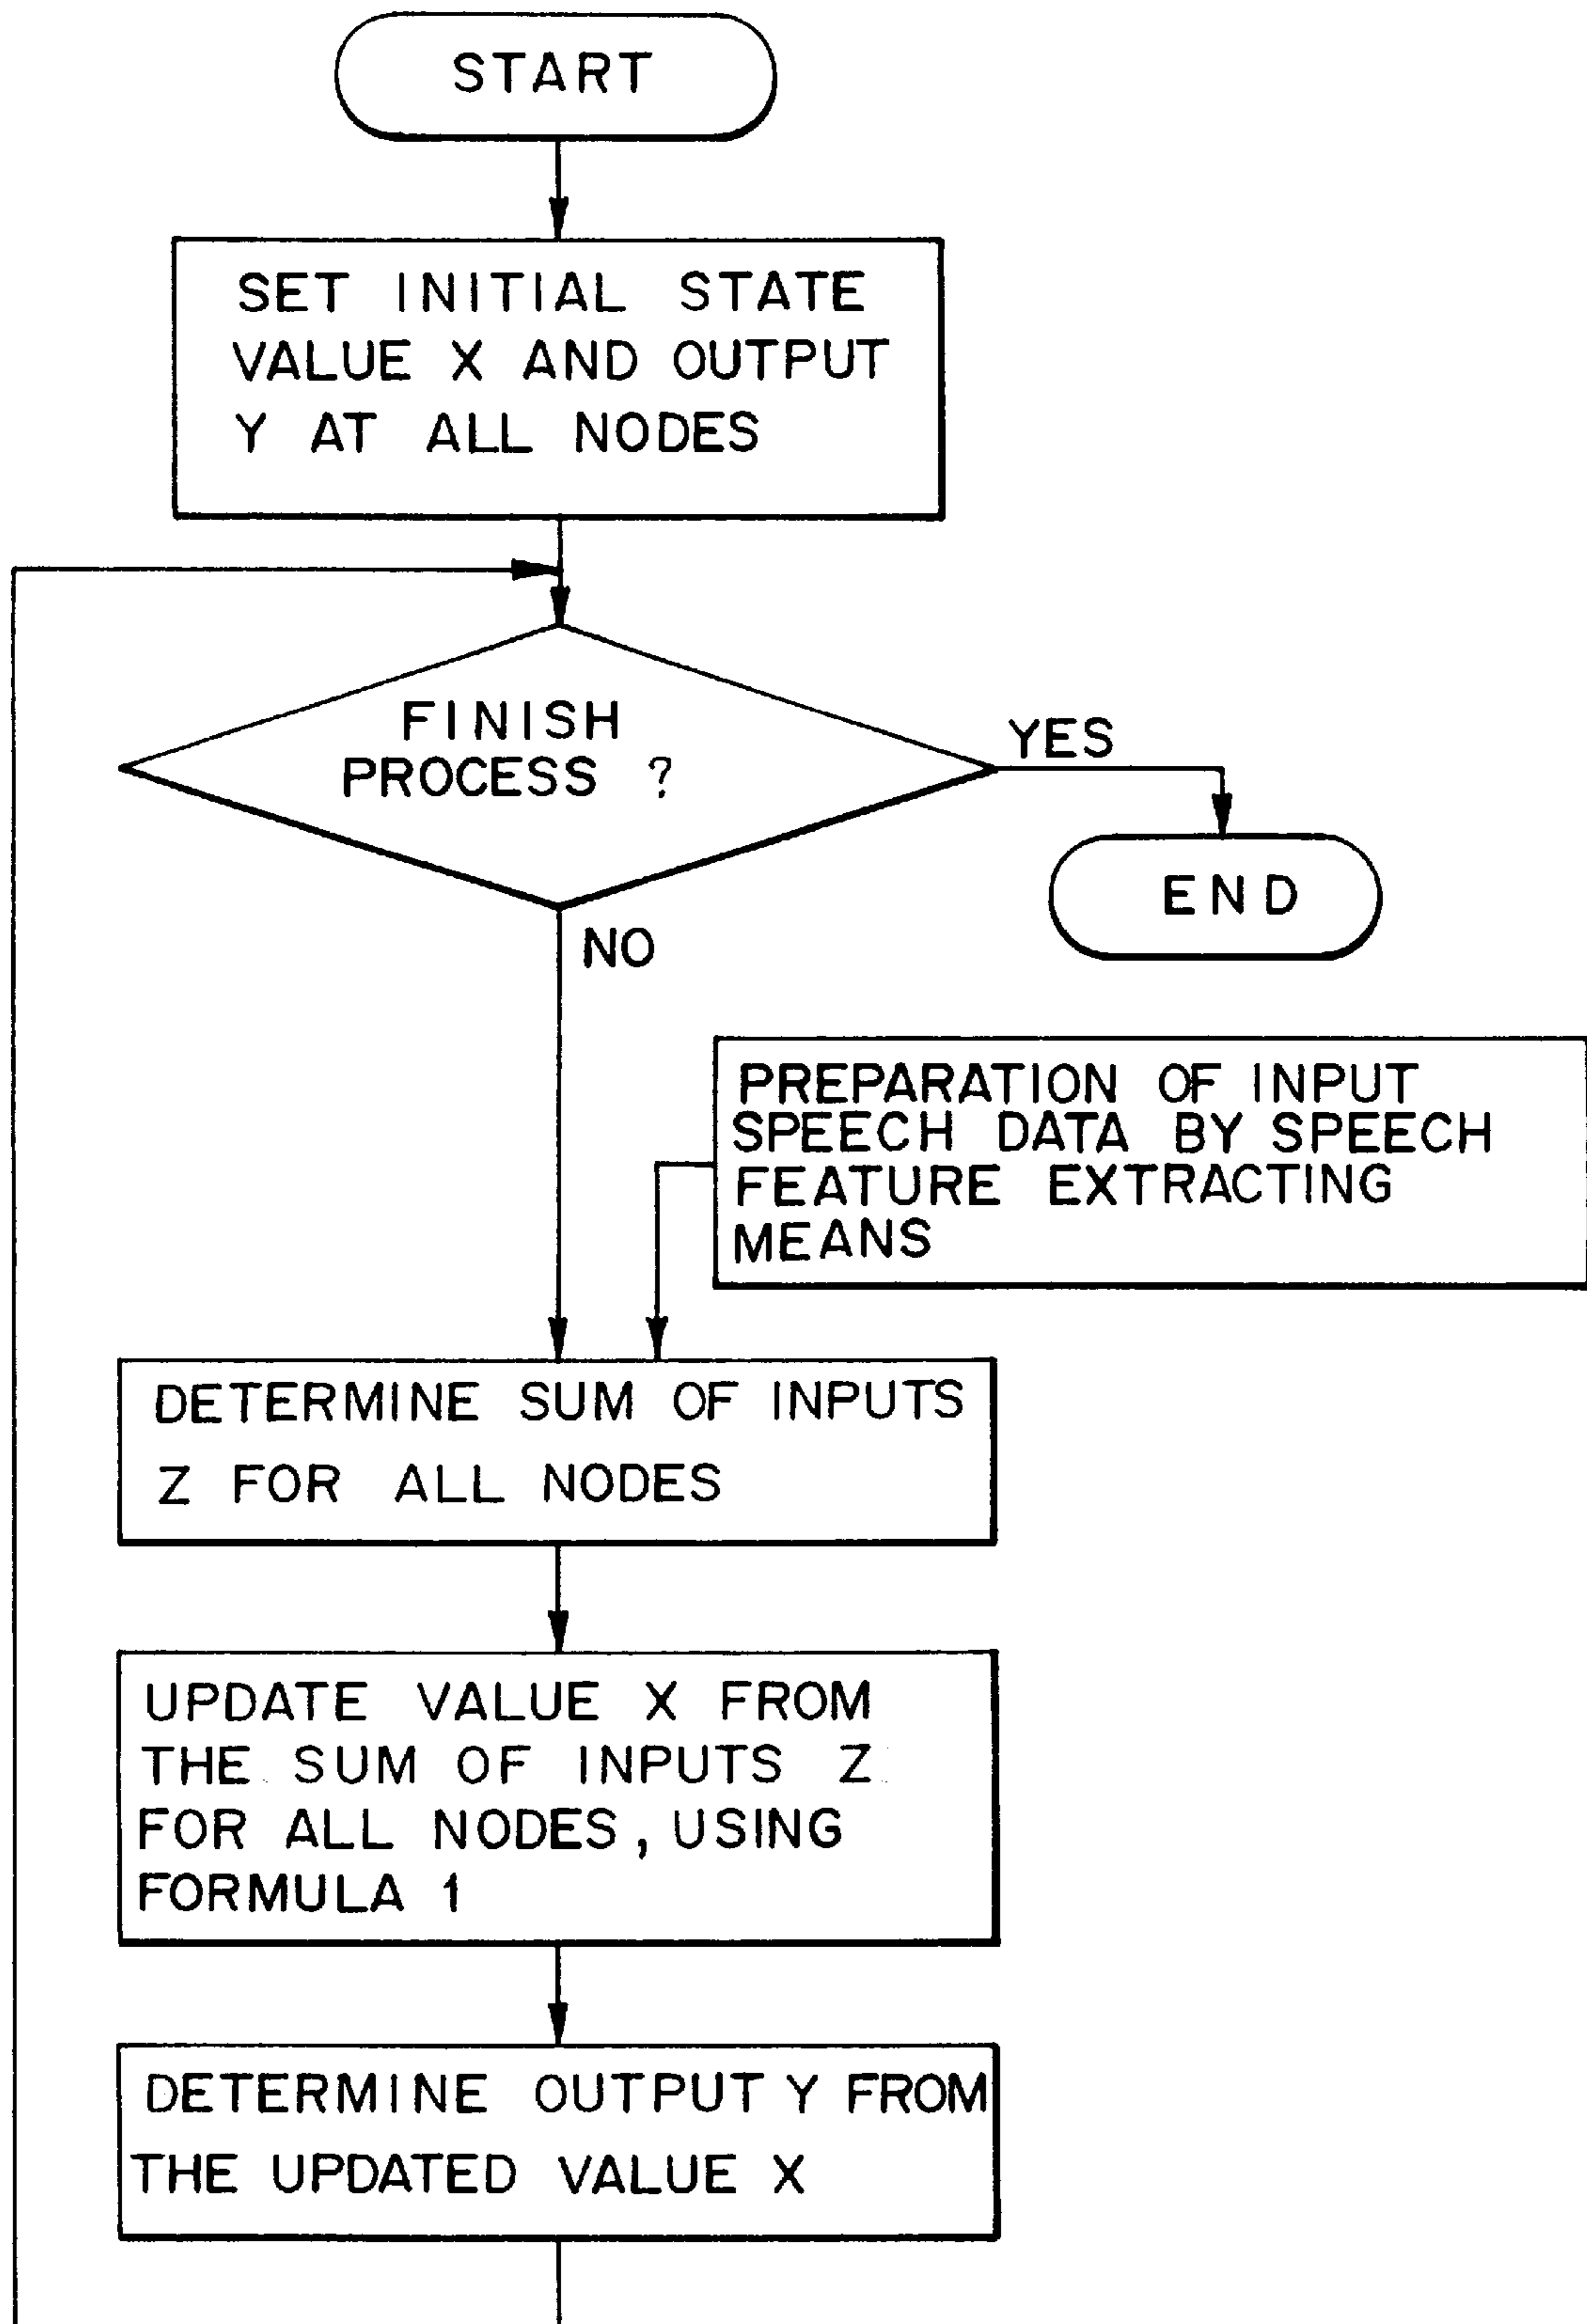 START
SET INITIAL STATE
VALUE X AND OUTPUT
Y AT ALL NODES
FINISH
PROCESS ?
YES
END
NO
PREPARATION OF INPUT
SPEECH DATA BY SPEECH
FEATURE EXTRACTING
MEANS
DETERMINE SUM OF INPUTS
Z FOR ALL NODES
UPDATE VALUE X FROM
THE SUM OF INPUTS Z
FOR ALL NODES, USING
FORMULA 1
DETERMINE OUTPUT Y FROM
THE UPDATED VALUE X